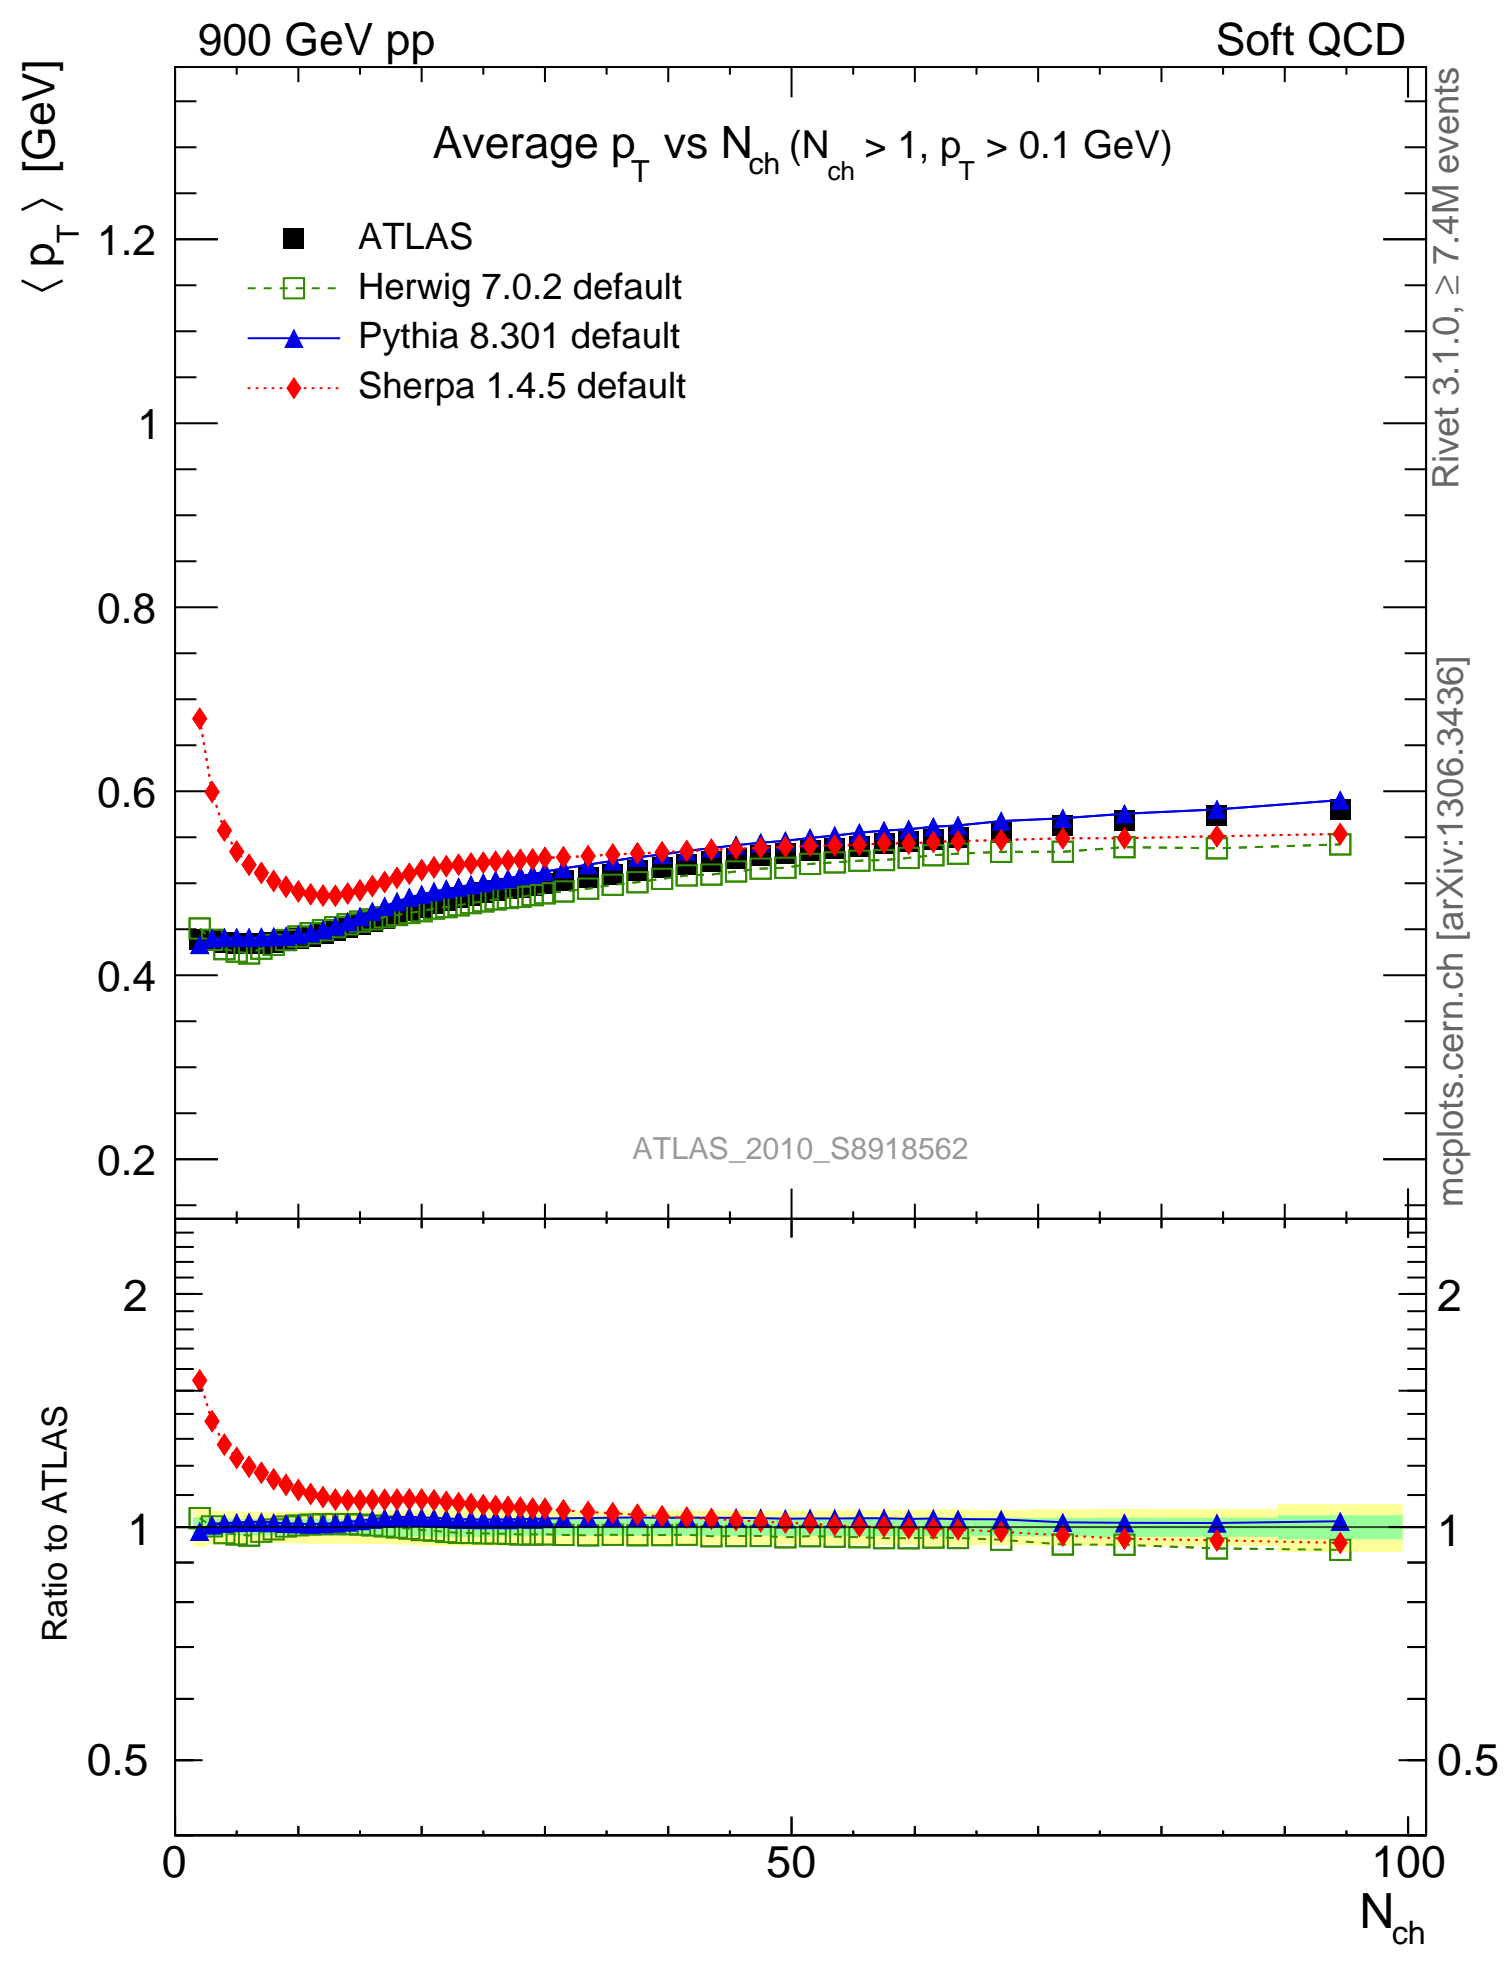 900 GeV pp
Soft QCD
⟨ p_T ⟩ [GeV]
Average p_T vs N_ch (N_ch > 1, p_T > 0.1 GeV)
ATLAS
Herwig 7.0.2 default
Pythia 8.301 default
Sherpa 1.4.5 default
1.2
1
0.8
0.6
0.4
0.2
ATLAS_2010_S8918562
Rivet 3.1.0, ≥ 7.4M events
mcplots.cern.ch [arXiv:1306.3436]
Ratio to ATLAS
2
1
0.5
2
1
0.5
0
50
100
N_ch